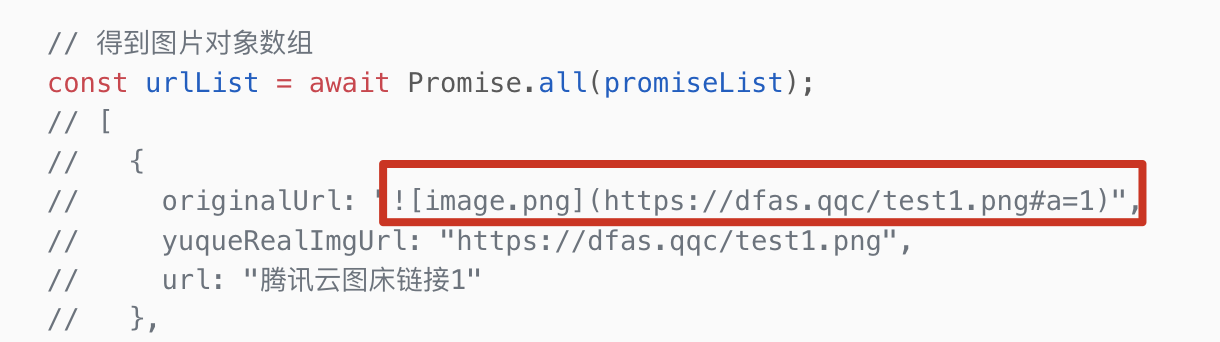 // 得到图片对象数组
const urlList = await Promise.all(promiseList);
// [
//   {
//     originalUrl: "![image.png](https://dfas.qqc/test1.png#a=1)",
//     yuqueRealImgUrl: "https://dfas.qqc/test1.png",
//     url: "腾讯云图床链接1"
//   },